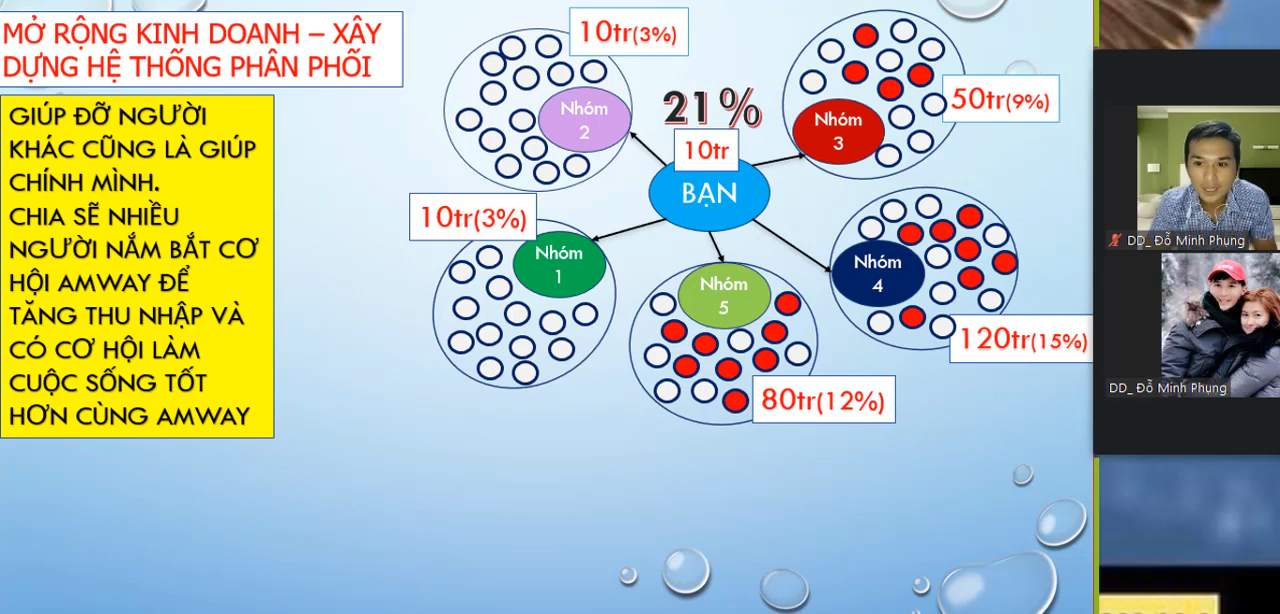 MỞ RỘNG KINH DOANH – XÂY
DỰNG HỆ THỐNG PHÂN PHỐI
GIÚP ĐỠ NGƯỜI
KHÁC CŨNG LÀ GIÚP
CHÍNH MÌNH.
CHIA SẼ NHIỀU
NGƯỜI NẮM BẮT CƠ
HỘI AMWAY ĐỂ
TĂNG THU NHẬP VÀ
CÓ CƠ HỘI LÀM
CUỘC SỐNG TỐT
HƠN CÙNG AMWAY
10tr(3%)
Nhóm
2
21%
10tr
BẠN
Nhóm
3
50tr(9%)
10tr(3%)
Nhóm
1
Nhóm
5
80tr(12%)
Nhóm
4
120tr(15%)
DD_ Đỗ Minh Phụng
DD_ Đỗ Minh Phụng